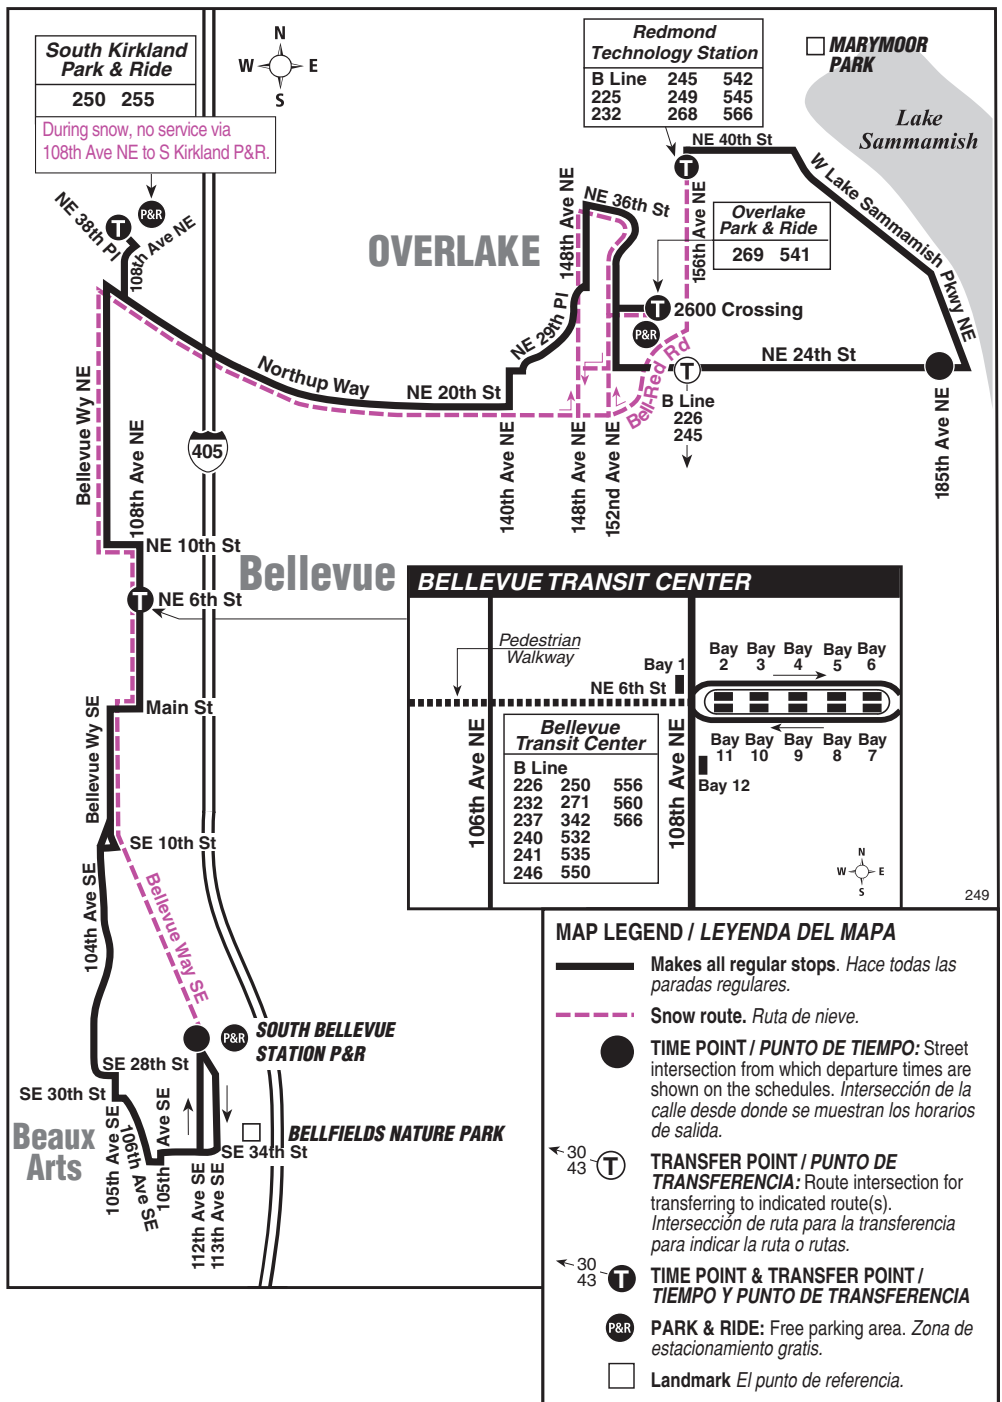 South Kirkland
Park & Ride
250 255
During snow, no service via
108th Ave NE to S Kirkland P&R.
N
W E
S
Redmond
Technology Station
B Line 245 542
225 249 545
232 268 566
MARYMOOR
PARK
Lake
Sammamish
NE 40th St
T
W Lake Sammamish Pkwy NE
NE 38th Pl
T
P&R
108th Ave NE
OVERLAKE
148th Ave NE
NE 36th St
156th Ave NE
Overlake
Park & Ride
269 541
T
2600 Crossing
P&R
NE 29th Pl
Bell-Red Rd
NE 24th St
T
B Line
226
245
Northup Way
NE 20th St
140th Ave NE
148th Ave NE
152nd Ave NE
185th Ave NE
Bellevue Wy NE
108th Ave NE
405
NE 10th St
Bellevue
T
NE 6th St
Main St
Bellevue Wy SE
SE 10th St
104th Ave SE
Bellevue Way SE
P&R
SOUTH BELLEVUE
STATION P&R
SE 28th St
SE 30th St
Beaux
Arts
105th Ave SE
106th Ave SE
105th Ave SE
112th Ave SE
113th Ave SE
SE 34th St
BELLFIELDS NATURE PARK
BELLEVUE TRANSIT CENTER
Pedestrian
Walkway
Bay 1
NE 6th St
Bay Bay Bay Bay Bay
2 3 4 5 6
Bay Bay Bay Bay Bay
11 10 9 8 7
Bay 12
106th Ave NE
108th Ave NE
Bellevue
Transit Center
B Line
226 250 556
232 271 560
237 342 566
240 532
241 535
246 550
N
W E
S
249
MAP LEGEND / LEYENDA DEL MAPA
Makes all regular stops. Hace todas las
paradas regulares.
Snow route. Ruta de nieve.
TIME POINT / PUNTO DE TIEMPO: Street
intersection from which departure times are
shown on the schedules. Intersección de la
calle desde donde se muestran los horarios
de salida.
30
43
T
TRANSFER POINT / PUNTO DE
TRANSFERENCIA: Route intersection for
transferring to indicated route(s).
Intersección de ruta para la transferencia
para indicar la ruta o rutas.
30
43
T
TIME POINT & TRANSFER POINT /
TIEMPO Y PUNTO DE TRANSFERENCIA
P&R
PARK & RIDE: Free parking area. Zona de
estacionamiento gratis.
Landmark El punto de referencia.